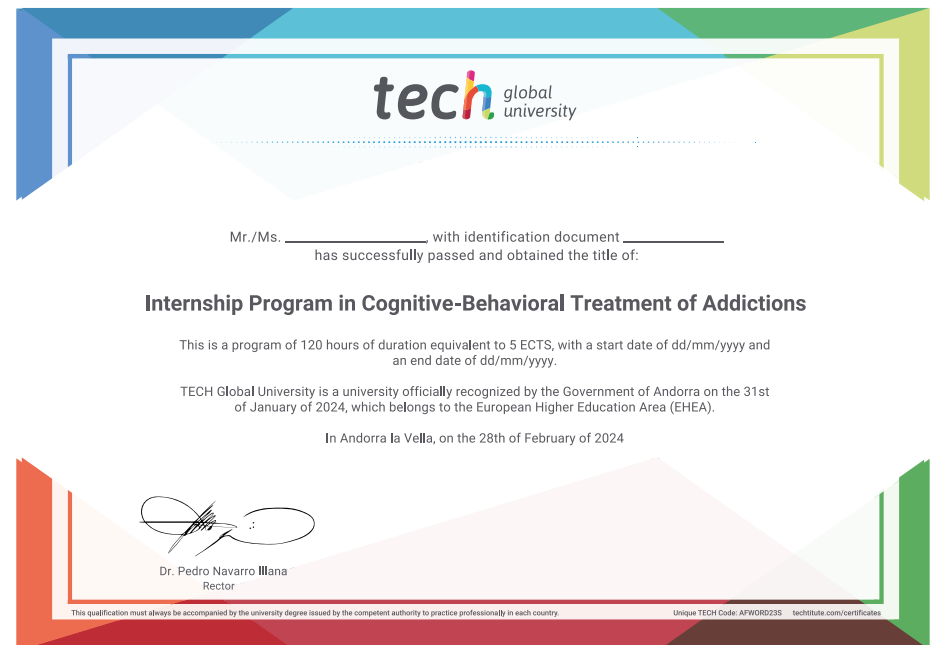 tech global university
Mr./Ms. ____________, with identification document ____________
has successfully passed and obtained the title of:
Internship Program in Cognitive-Behavioral Treatment of Addictions
This is a program of 120 hours of duration equivalent to 5 ECTS, with a start date of dd/mm/yyyy and
an end date of dd/mm/yyyy.
TECH Global University is a university officially recognized by the Government of Andorra on the 31st
of January of 2024, which belongs to the European Higher Education Area (EHEA).
In Andorra la Vella, on the 28th of February of 2024
Dr. Pedro Navarro Illana
Rector
This qualification must always be accompanied by the university degree issued by the competent authority to practice professionally in each country.
Unique TECH Code: AFWORD23S techtitute.com/certificates